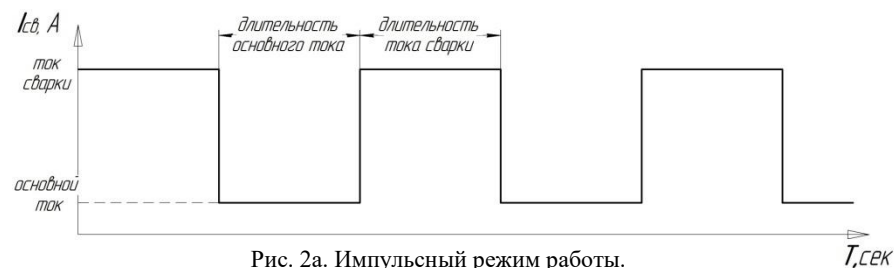 Iсв, А
длительность
основного тока
длительность
тока сварки
ток
сварки
основной
ток
Т,сек
Рис. 2а. Импульсный режим работы.